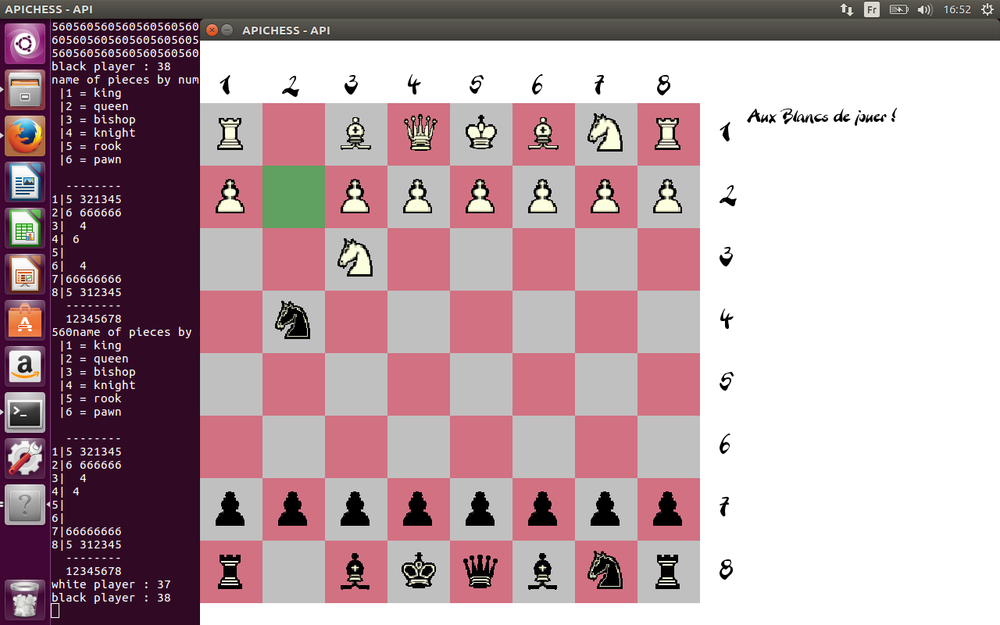 APICHESS - API
Fr
16:52
560560560560560560560
605605605605605605605
560560560560560560560
black player : 38
name of pieces by num
|1 = king
|2 = queen
|3 = bishop
|4 = knight
|5 = rook
|6 = pawn
--------
1|5 321345
2|6 666666
3|  4
4| 6
5|
6|  4
7|66666666
8|5 312345
--------
12345678
560name of pieces by
|1 = king
|2 = queen
|3 = bishop
|4 = knight
|5 = rook
|6 = pawn
--------
1|5 321345
2|6 666666
3|  4
4| 4
5|
6|
7|66666666
8|5 312345
--------
12345678
white player : 37
black player : 38
APICHESS - API
1 2 3 4 5 6 7 8
1
Aux Blancs de jouer !
2
3
4
5
6
7
8